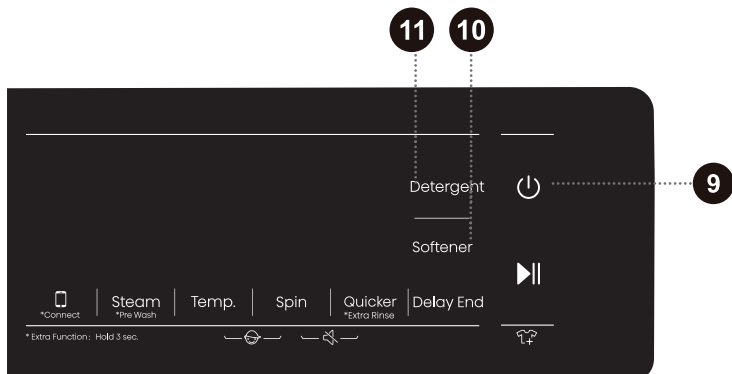 11 10
Detergent
9
Softener
Steam Temp. Spin Quicker Delay End
*Connect *Pre Wash *Extra Rinse
* Extra Function: Hold 3 sec.